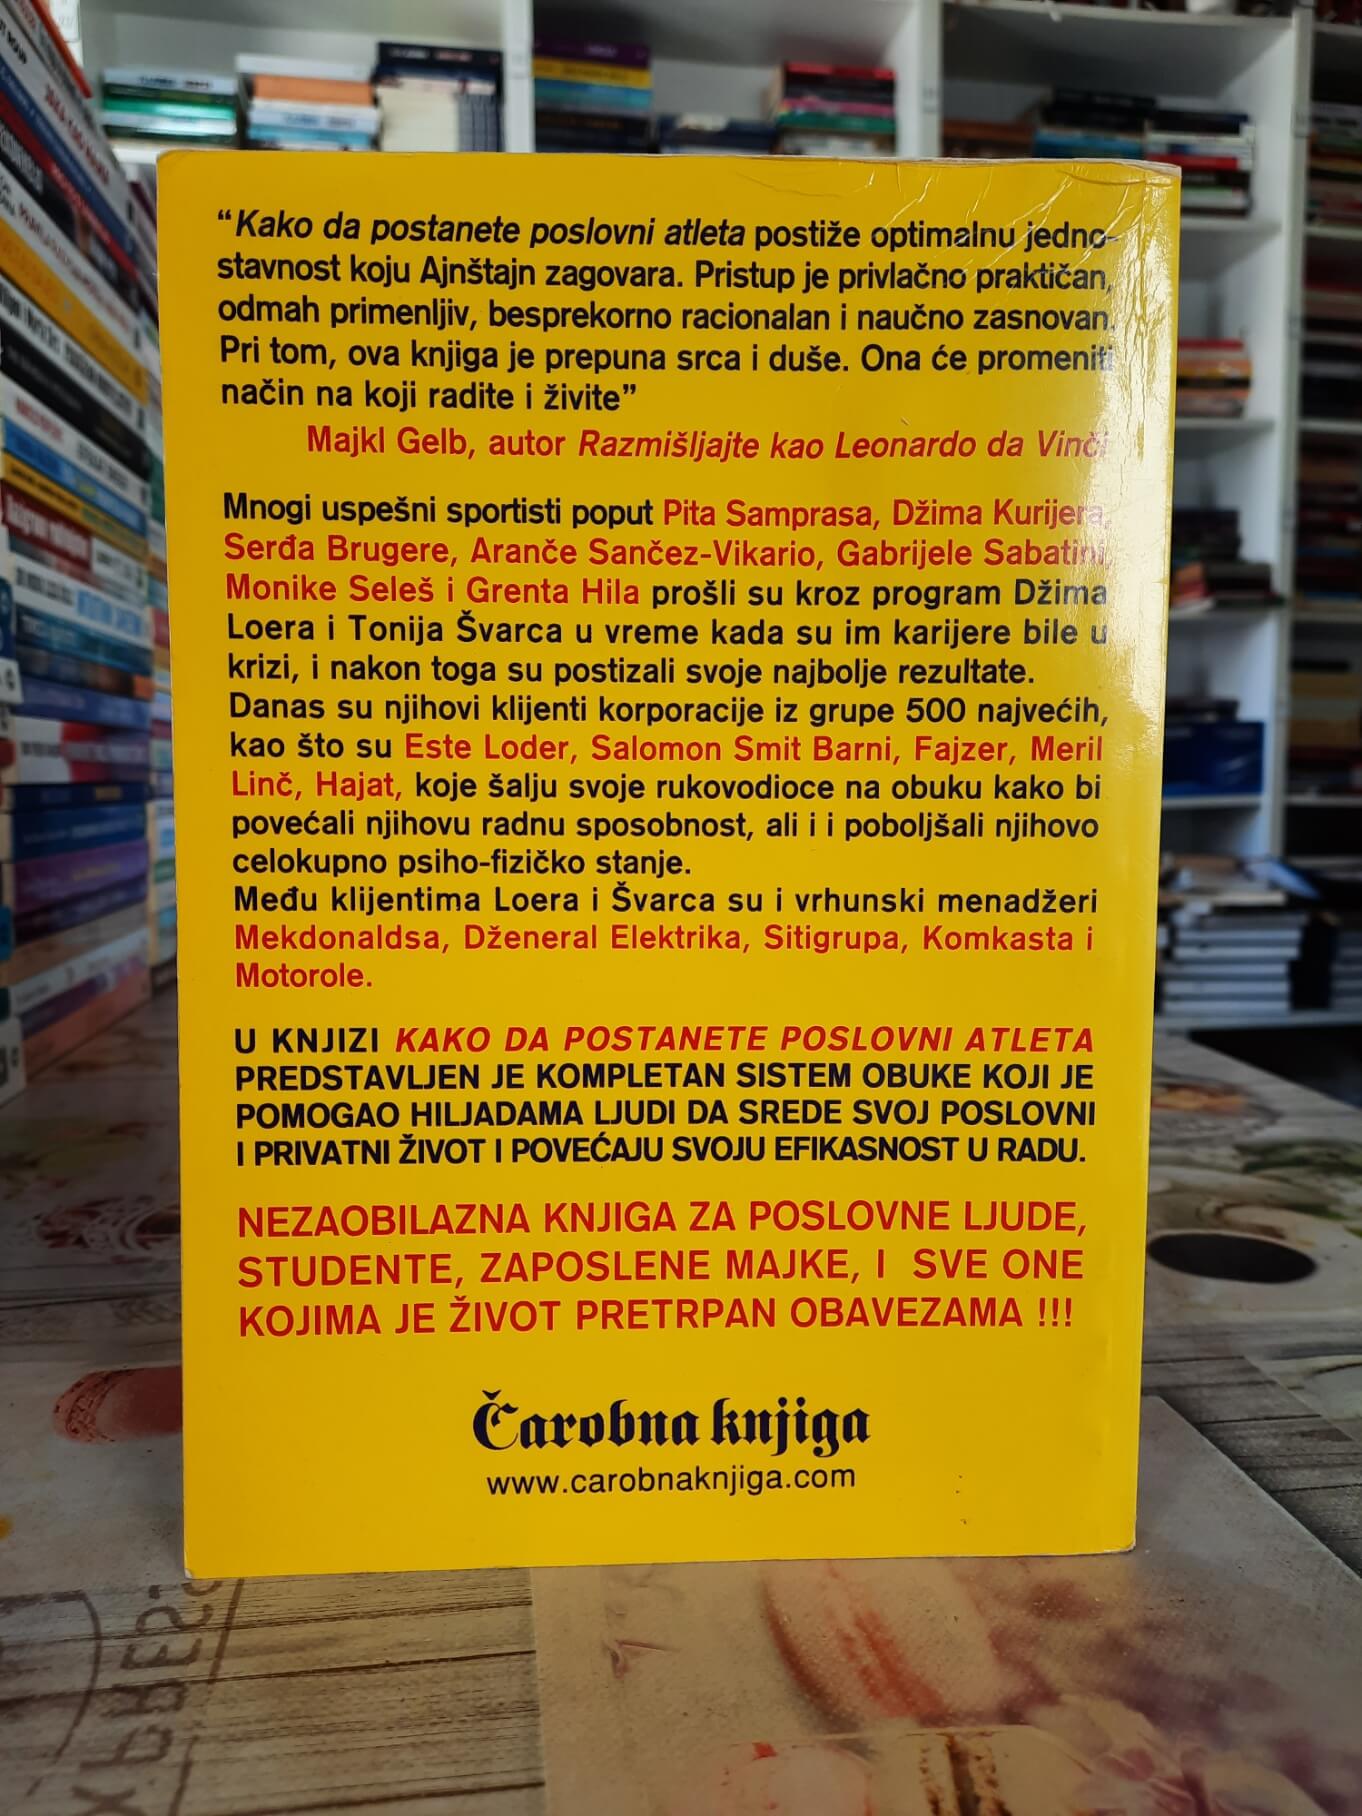 “Kako da postanete poslovni atleta postiže optimalnu jedno-
stavnost koju Ajnštajn zagovara. Pristup je privlačno praktičan,
odmah primenljiv, besprekorno racionalan i naučno zasnovan.
Pri tom, ova knjiga je prepuna srca i duše. Ona će promeniti
način na koji radite i živite”
Majkl Gelb, autor Razmišljajte kao Leonardo da Vinči
Mnogi uspešni sportisti poput Pita Samprasa, Džima Kurijera,
Serđa Brugere, Aranče Sančez-Vikario, Gabrijele Sabatini,
Monike Seleš i Grenta Hila prošli su kroz program Džima
Loera i Tonija Švarca u vreme kada su im karijere bile u
krizi, i nakon toga su postizali svoje najbolje rezultate.
Danas su njihovi klijenti korporacije iz grupe 500 najvećih,
kao što su Este Loder, Salomon Smit Barni, Fajzer, Meril
Linč, Hajat, koje šalju svoje rukovodioce na obuku kako bi
povećali njihovu radnu sposobnost, ali i i poboljšali njihovo
celokupno psiho-fizičko stanje.
Među klijentima Loera i Švarca su i vrhunski menadžeri
Mekdonaldsa, Dženeral Elektrika, Sitigrupa, Komkasta i
Motorole.
U KNJIZI KAKO DA POSTANETE POSLOVNI ATLETA
PREDSTAVLJEN JE KOMPLETAN SISTEM OBUKE KOJI JE
POMOGAO HILJADAMA LJUDI DA SREDE SVOJ POSLOVNI
I PRIVATNI ŽIVOT I POVEĆAJU SVOJU EFIKASNOST U RADU.
NEZAOBILAZNA KNJIGA ZA POSLOVNE LJUDE,
STUDENTE, ZAPOSLENE MAJKE, I SVE ONE
KOJIMA JE ŽIVOT PRETRPAN OBAVEZAMA !!!
Čarobna knjiga
www.carobnaknjiga.com